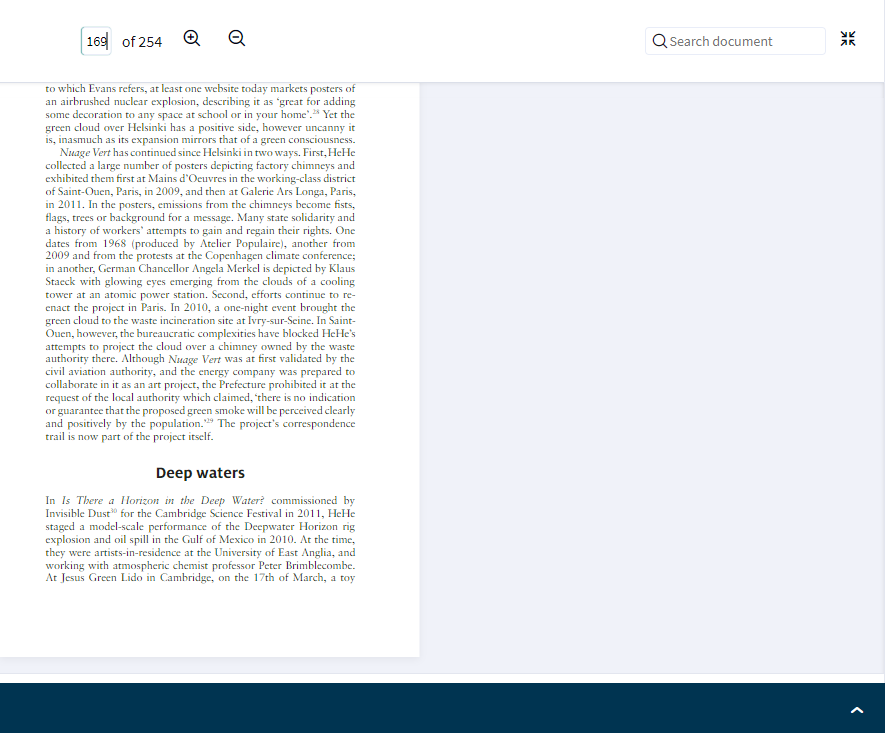 169 of 254
Search document
to which Evans refers, at least one website today markets posters of
an airbrushed nuclear explosion, describing it as ‘great for adding
some decoration to any space at school or in your home’.²⁸ Yet the
green cloud over Helsinki has a positive side, however uncanny it
is, inasmuch as its expansion mirrors that of a green consciousness.
Nuage Vert has continued since Helsinki in two ways. First, HeHe
collected a large number of posters depicting factory chimneys and
exhibited them first at Mains d’Oeuvres in the working-class district
of Saint-Ouen, Paris, in 2009, and then at Galerie Ars Longa, Paris,
in 2011. In the posters, emissions from the chimneys become fists,
flags, trees or background for a message. Many state solidarity and
a history of workers’ attempts to gain and regain their rights. One
dates from 1968 (produced by Atelier Populaire), another from
2009 and from the protests at the Copenhagen climate conference;
in another, German Chancellor Angela Merkel is depicted by Klaus
Staeck with glowing eyes emerging from the clouds of a cooling
tower at an atomic power station. Second, efforts continue to re-
enact the project in Paris. In 2010, a one-night event brought the
green cloud to the waste incineration site at Ivry-sur-Seine. In Saint-
Ouen, however, the bureaucratic complexities have blocked HeHe’s
attempts to project the cloud over a chimney owned by the waste
authority there. Although Nuage Vert was at first validated by the
civil aviation authority, and the energy company was prepared to
collaborate in it as an art project, the Prefecture prohibited it at the
request of the local authority which claimed, ‘there is no indication
or guarantee that the proposed green smoke will be perceived clearly
and positively by the population.’²⁹ The project’s correspondence
trail is now part of the project itself.
Deep waters
In Is There a Horizon in the Deep Water? commissioned by
Invisible Dust³⁰ for the Cambridge Science Festival in 2011, HeHe
staged a model-scale performance of the Deepwater Horizon rig
explosion and oil spill in the Gulf of Mexico in 2010. At the time,
they were artists-in-residence at the University of East Anglia, and
working with atmospheric chemist professor Peter Brimblecombe.
At Jesus Green Lido in Cambridge, on the 17th of March, a toy